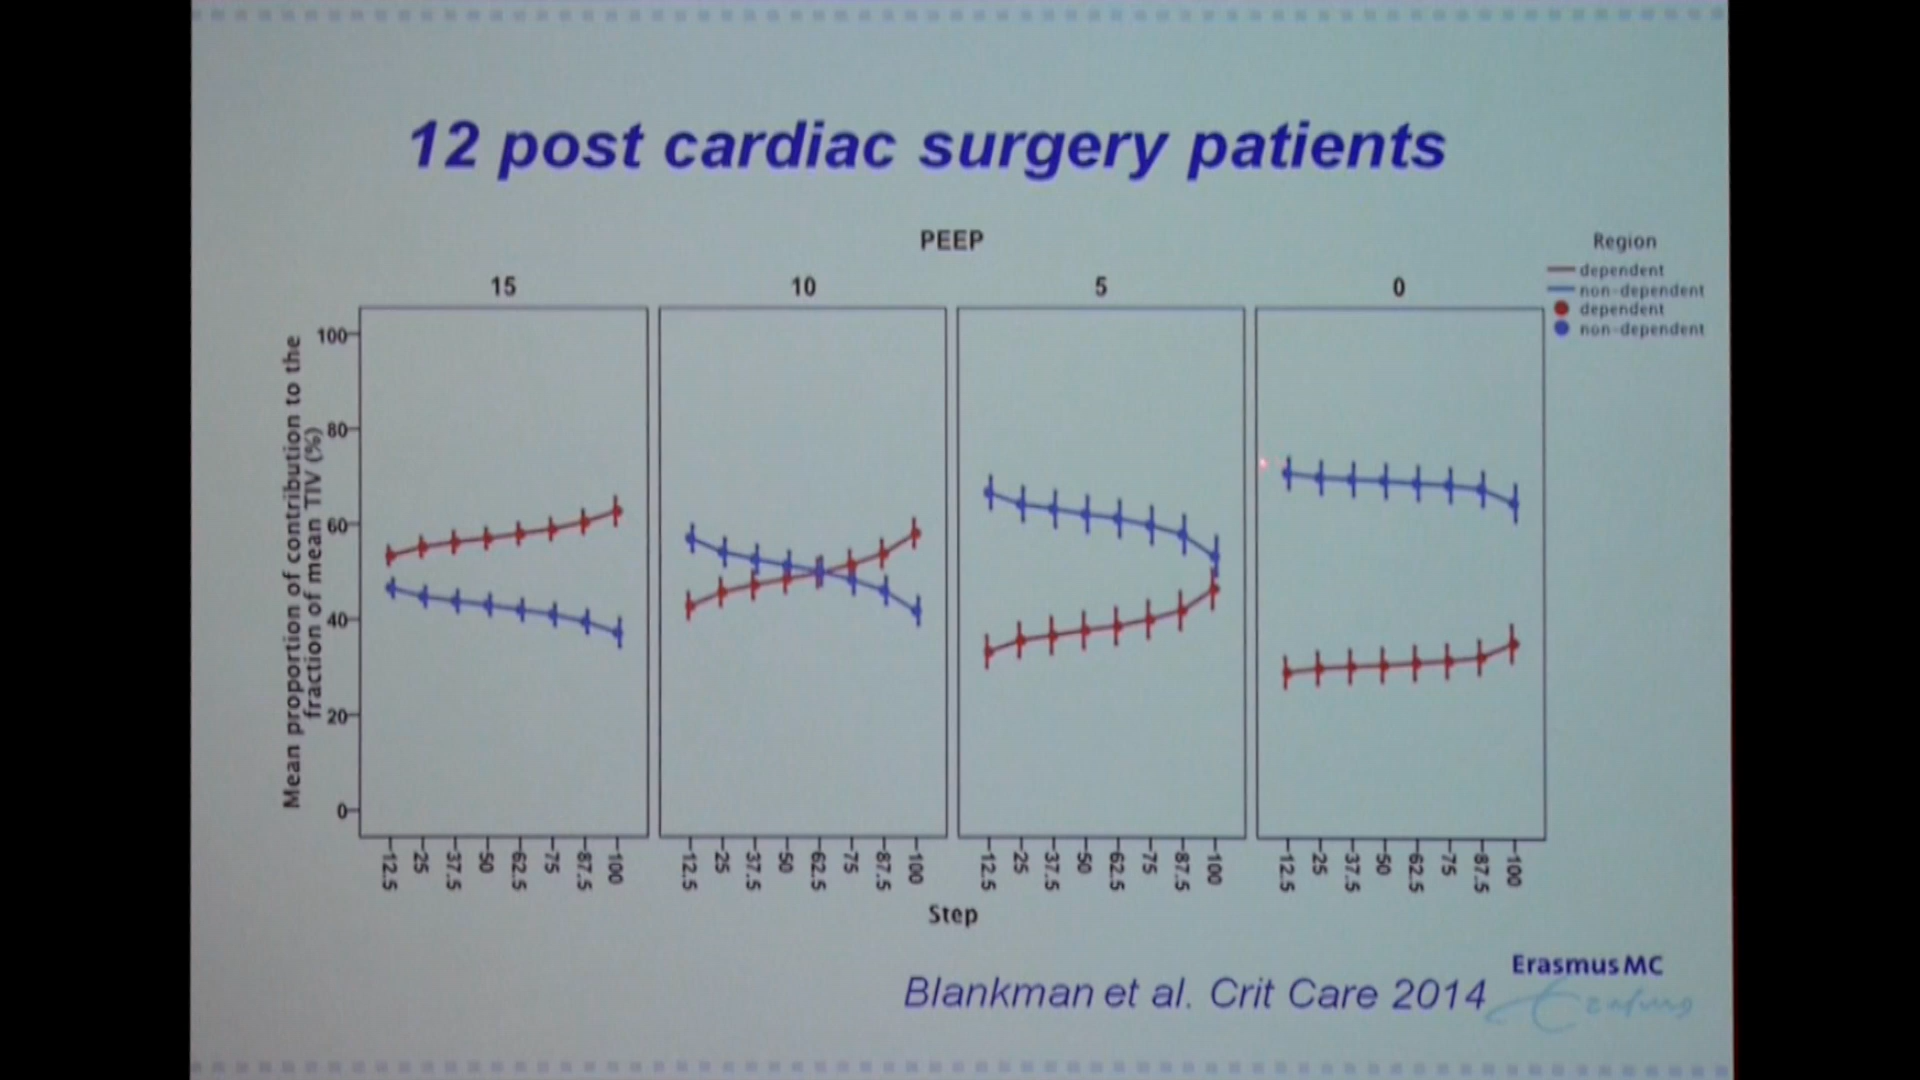 12 post cardiac surgery patients
PEEP
15
10
5
0
Region
dependent
non-dependent
dependent
non-dependent
Mean proportion of contribution to the
fraction of mean TIV (%)
100
80
60
40
20
0
12.5 25 37.5 50 62.5 75 87.5 100
12.5 25 37.5 50 62.5 75 87.5 100
12.5 25 37.5 50 62.5 75 87.5 100
12.5 25 37.5 50 62.5 75 87.5 100
Step
Erasmus MC
Erasmus
Blankman et al. Crit Care 2014